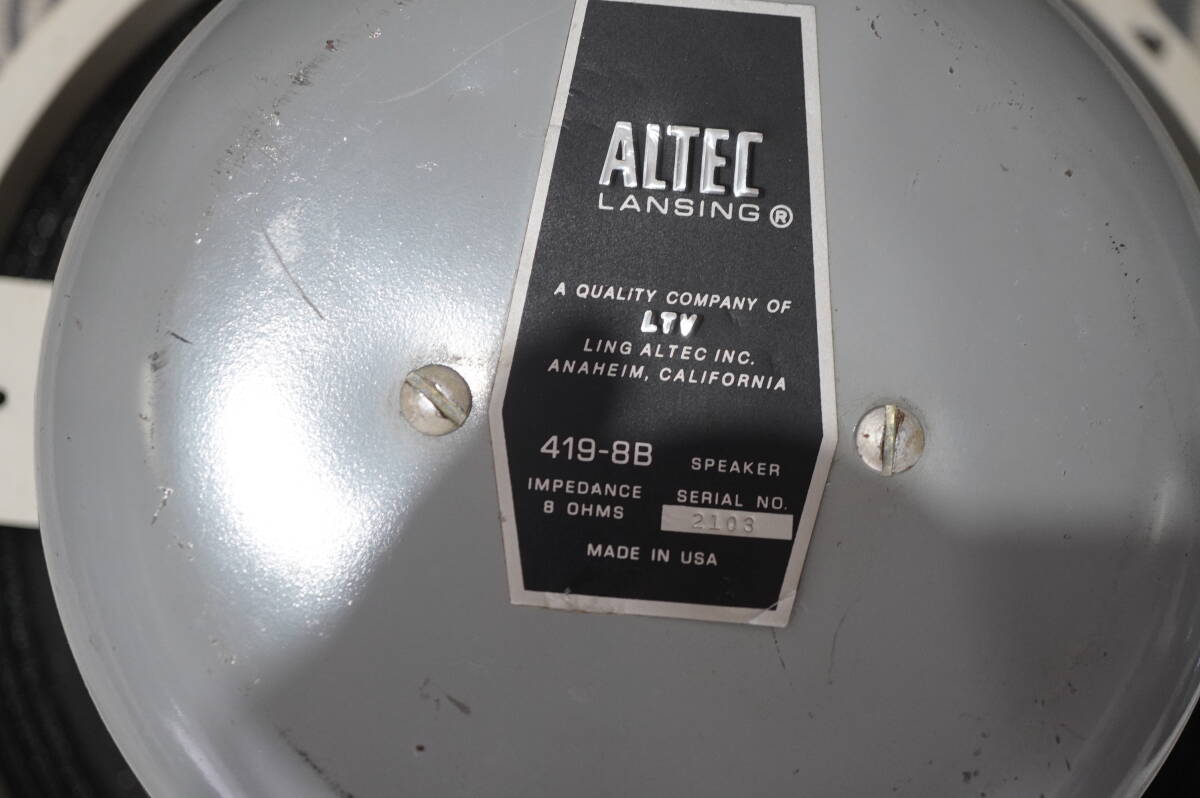 ALTEC
LANSING®
A QUALITY COMPANY OF
LTV
LING ALTEC INC.
ANAHEIM, CALIFORNIA
419-8B SPEAKER
IMPEDANCE
8 OHMS
SERIAL NO.
2103
MADE IN USA